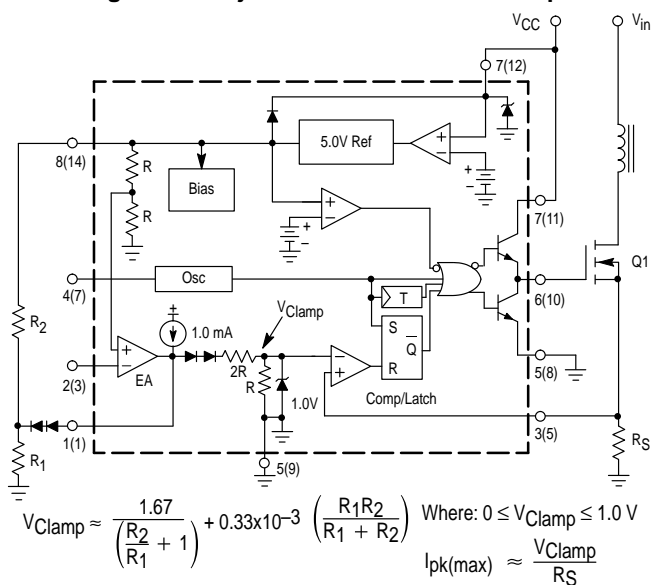 VCC
Vin
7(12)
5.0V Ref
+
−
+
−
8(14)
R
Bias
R
+
−
+
−
7(11)
Q1
4(7)
Osc
T
6(10)
R2
VClamp
1.0 mA
S
Q
R
2(3)
+
−
EA
2R
R
1.0V
−
+
Comp/Latch
5(8)
1(1)
3(5)
R1
5(9)
RS
VClamp ≈ 1.67 / (R2/R1 + 1) + 0.33x10–3 (R1R2 / R1 + R2) Where: 0 ≤ VClamp ≤ 1.0 V
Ipk(max) ≈ VClamp / RS